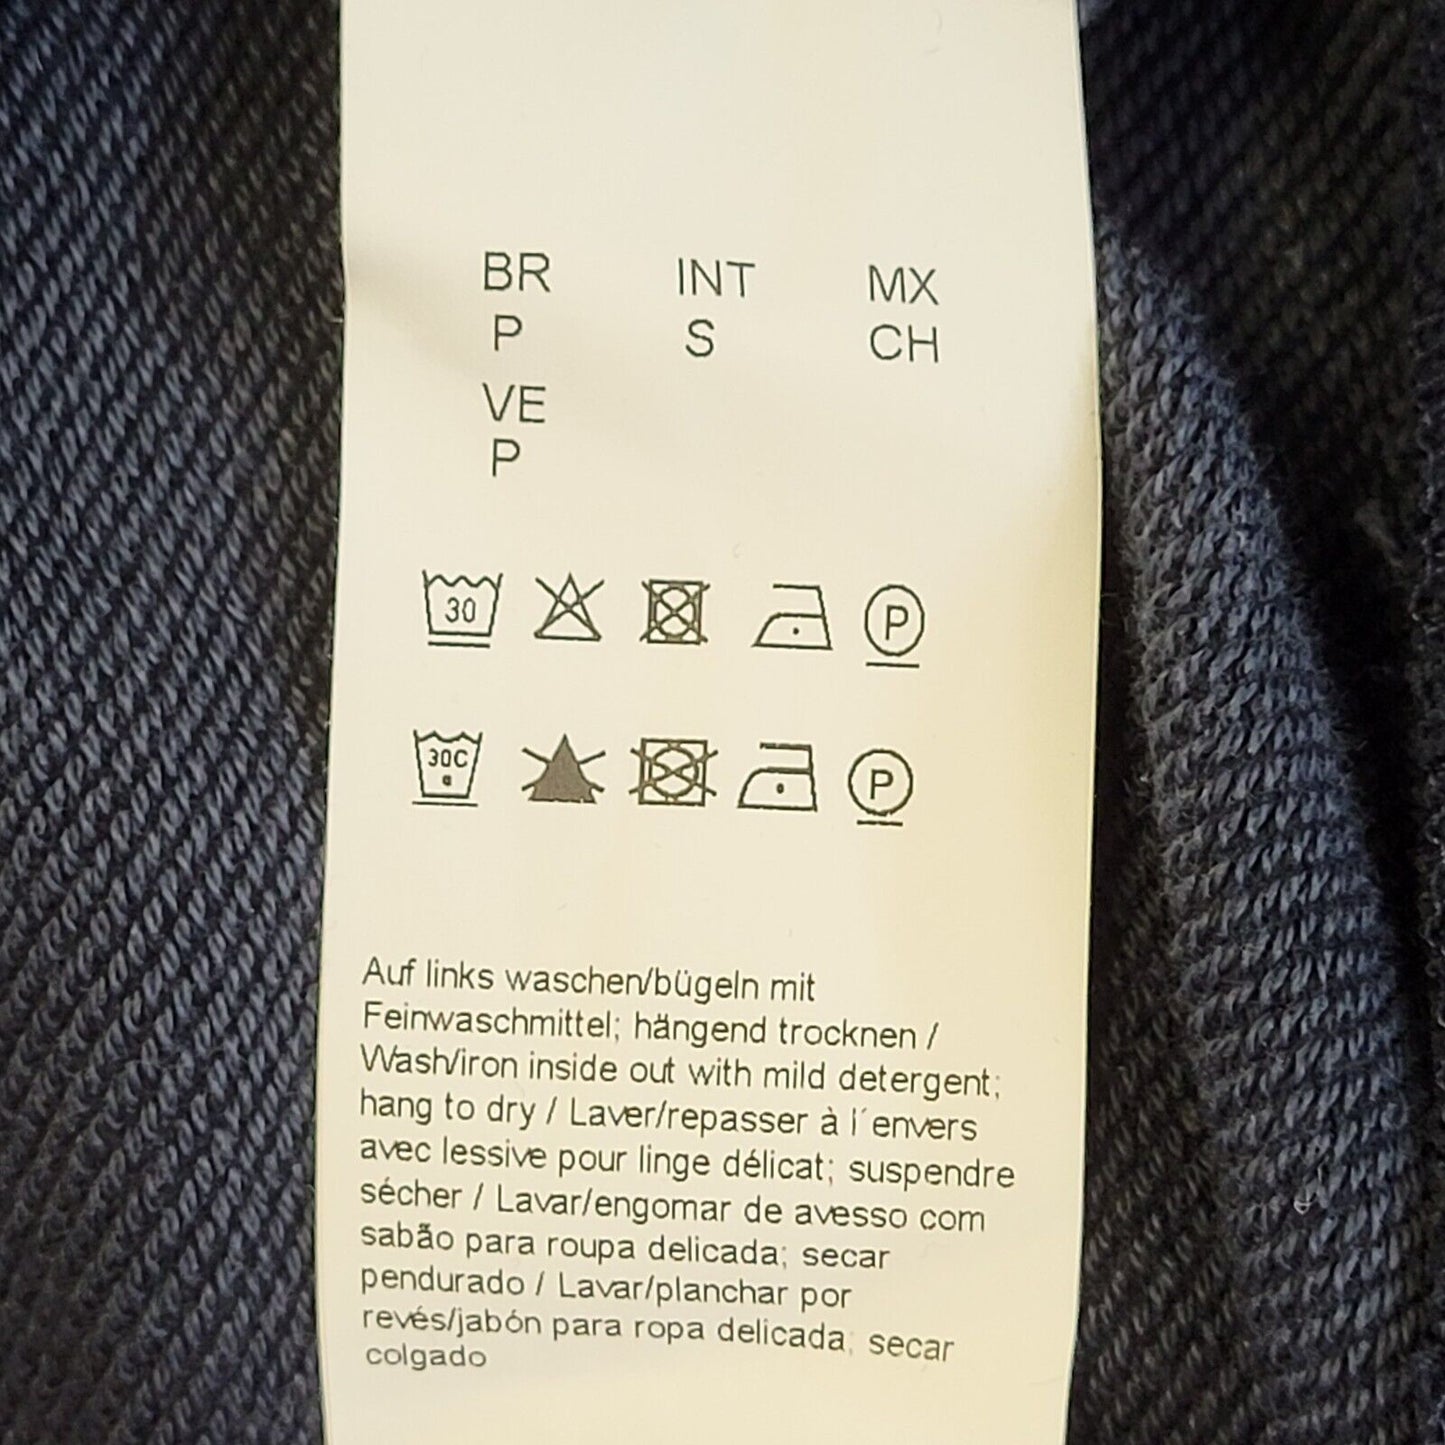 BR INT MX
P S CH
VE
P
30 P
30C P
Auf links waschen/bügeln mit
Feinwaschmittel; hängend trocknen /
Wash/iron inside out with mild detergent;
hang to dry / Laver/repasser à l´envers
avec lessive pour linge délicat; suspendre
sécher / Lavar/engomar de avesso com
sabão para roupa delicada; secar
pendurado / Lavar/planchar por
revés/jabón para ropa delicada; secar
colgado